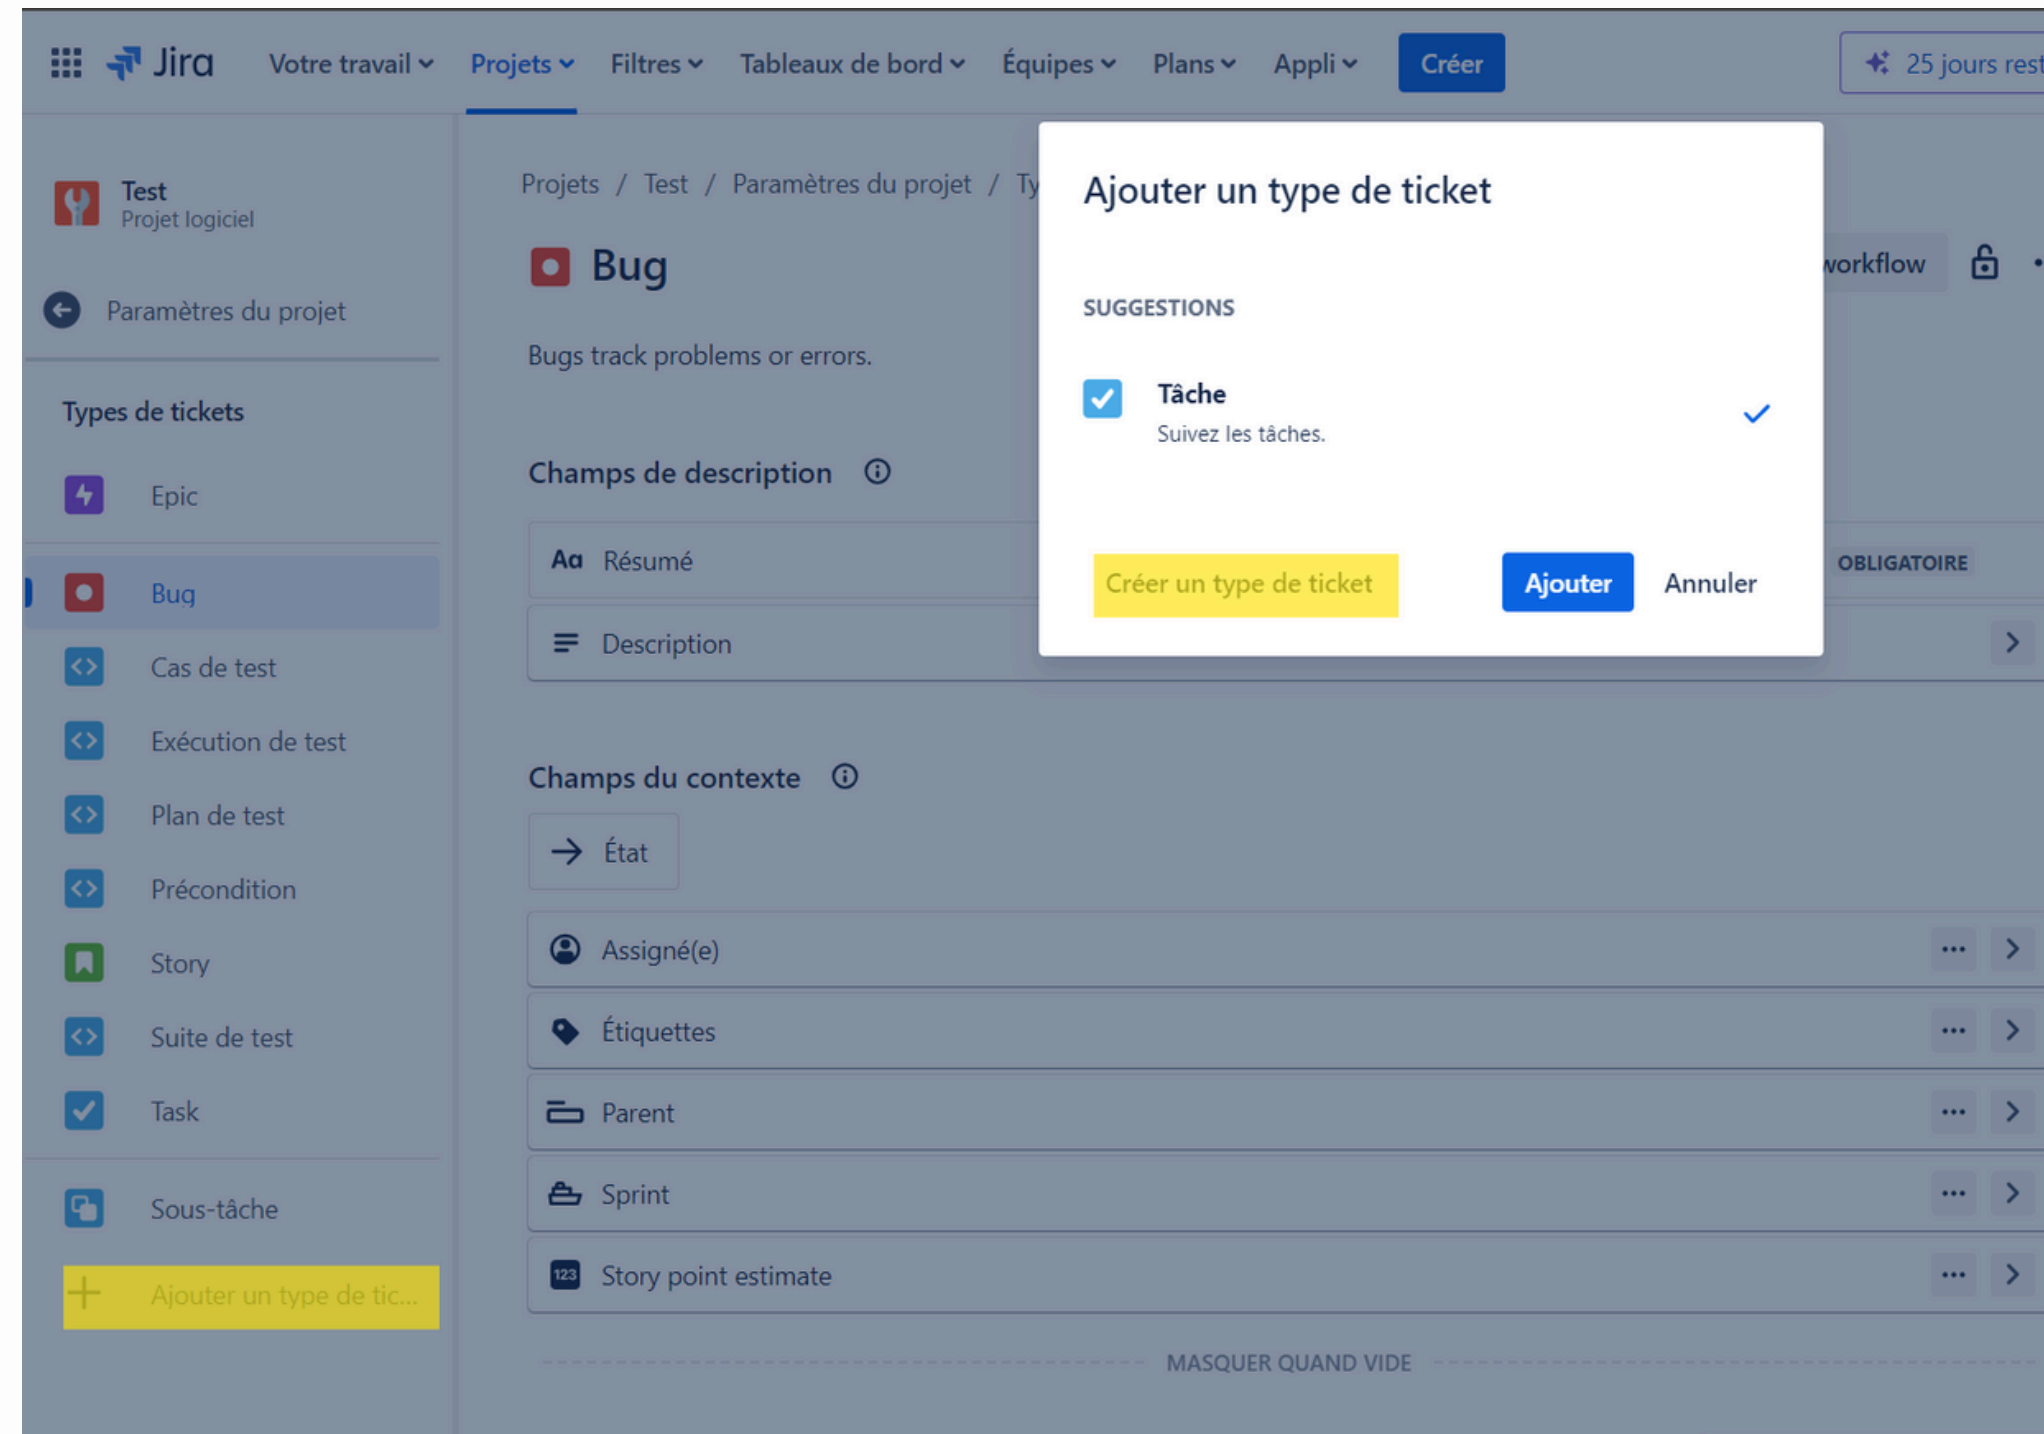 Jira Votre travail Projets Filtres Tableaux de bord Équipes Plans Appli Créer 25 jours rest
Test
Projet logiciel
Paramètres du projet
Types de tickets
Epic
Bug
Cas de test
Exécution de test
Plan de test
Précondition
Story
Suite de test
Task
Sous-tâche
Ajouter un type de tic...
Projets / Test / Paramètres du projet / Ty
Bug
workflow
Bugs track problems or errors.
Champs de description
Aa Résumé
OBLIGATOIRE
Description
Champs du contexte
État
Assigné(e)
Étiquettes
Parent
Sprint
123 Story point estimate
MASQUER QUAND VIDE
Ajouter un type de ticket
SUGGESTIONS
Tâche
Suivez les tâches.
Créer un type de ticket Ajouter Annuler